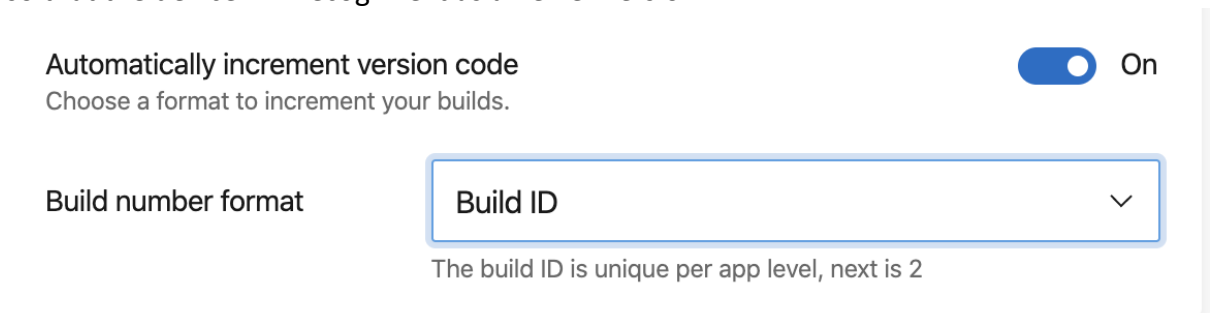 Automatically increment version code
On
Choose a format to increment your builds.
Build number format
Build ID
The build ID is unique per app level, next is 2